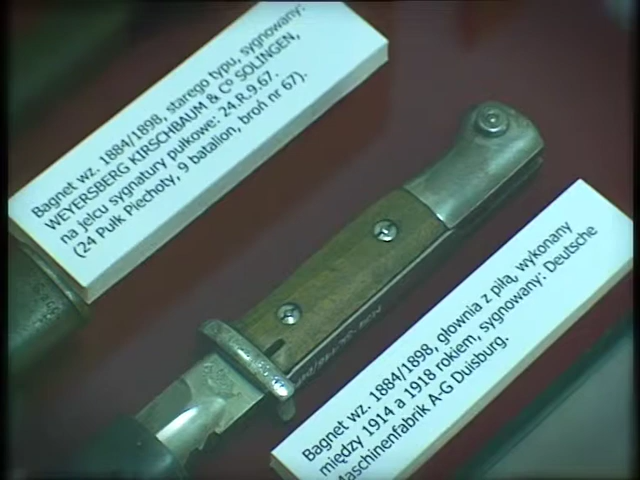 Bagnet wz. 1884/1898, starego typu, sygnowany:
WEYERSBERG KIRSCHBAUM & Cº SOLINGEN,
na jelcu sygnatury pułkowe: 24.R.9.67.
(24 Pułk Piechoty, 9 batalion, broń nr 67).
Bagnet wz. 1884/1898, głownia z piłą, wykonany
między 1914 a 1918 rokiem, sygnowany: Deutsche
Maschinenfabrik A-G Duisburg.